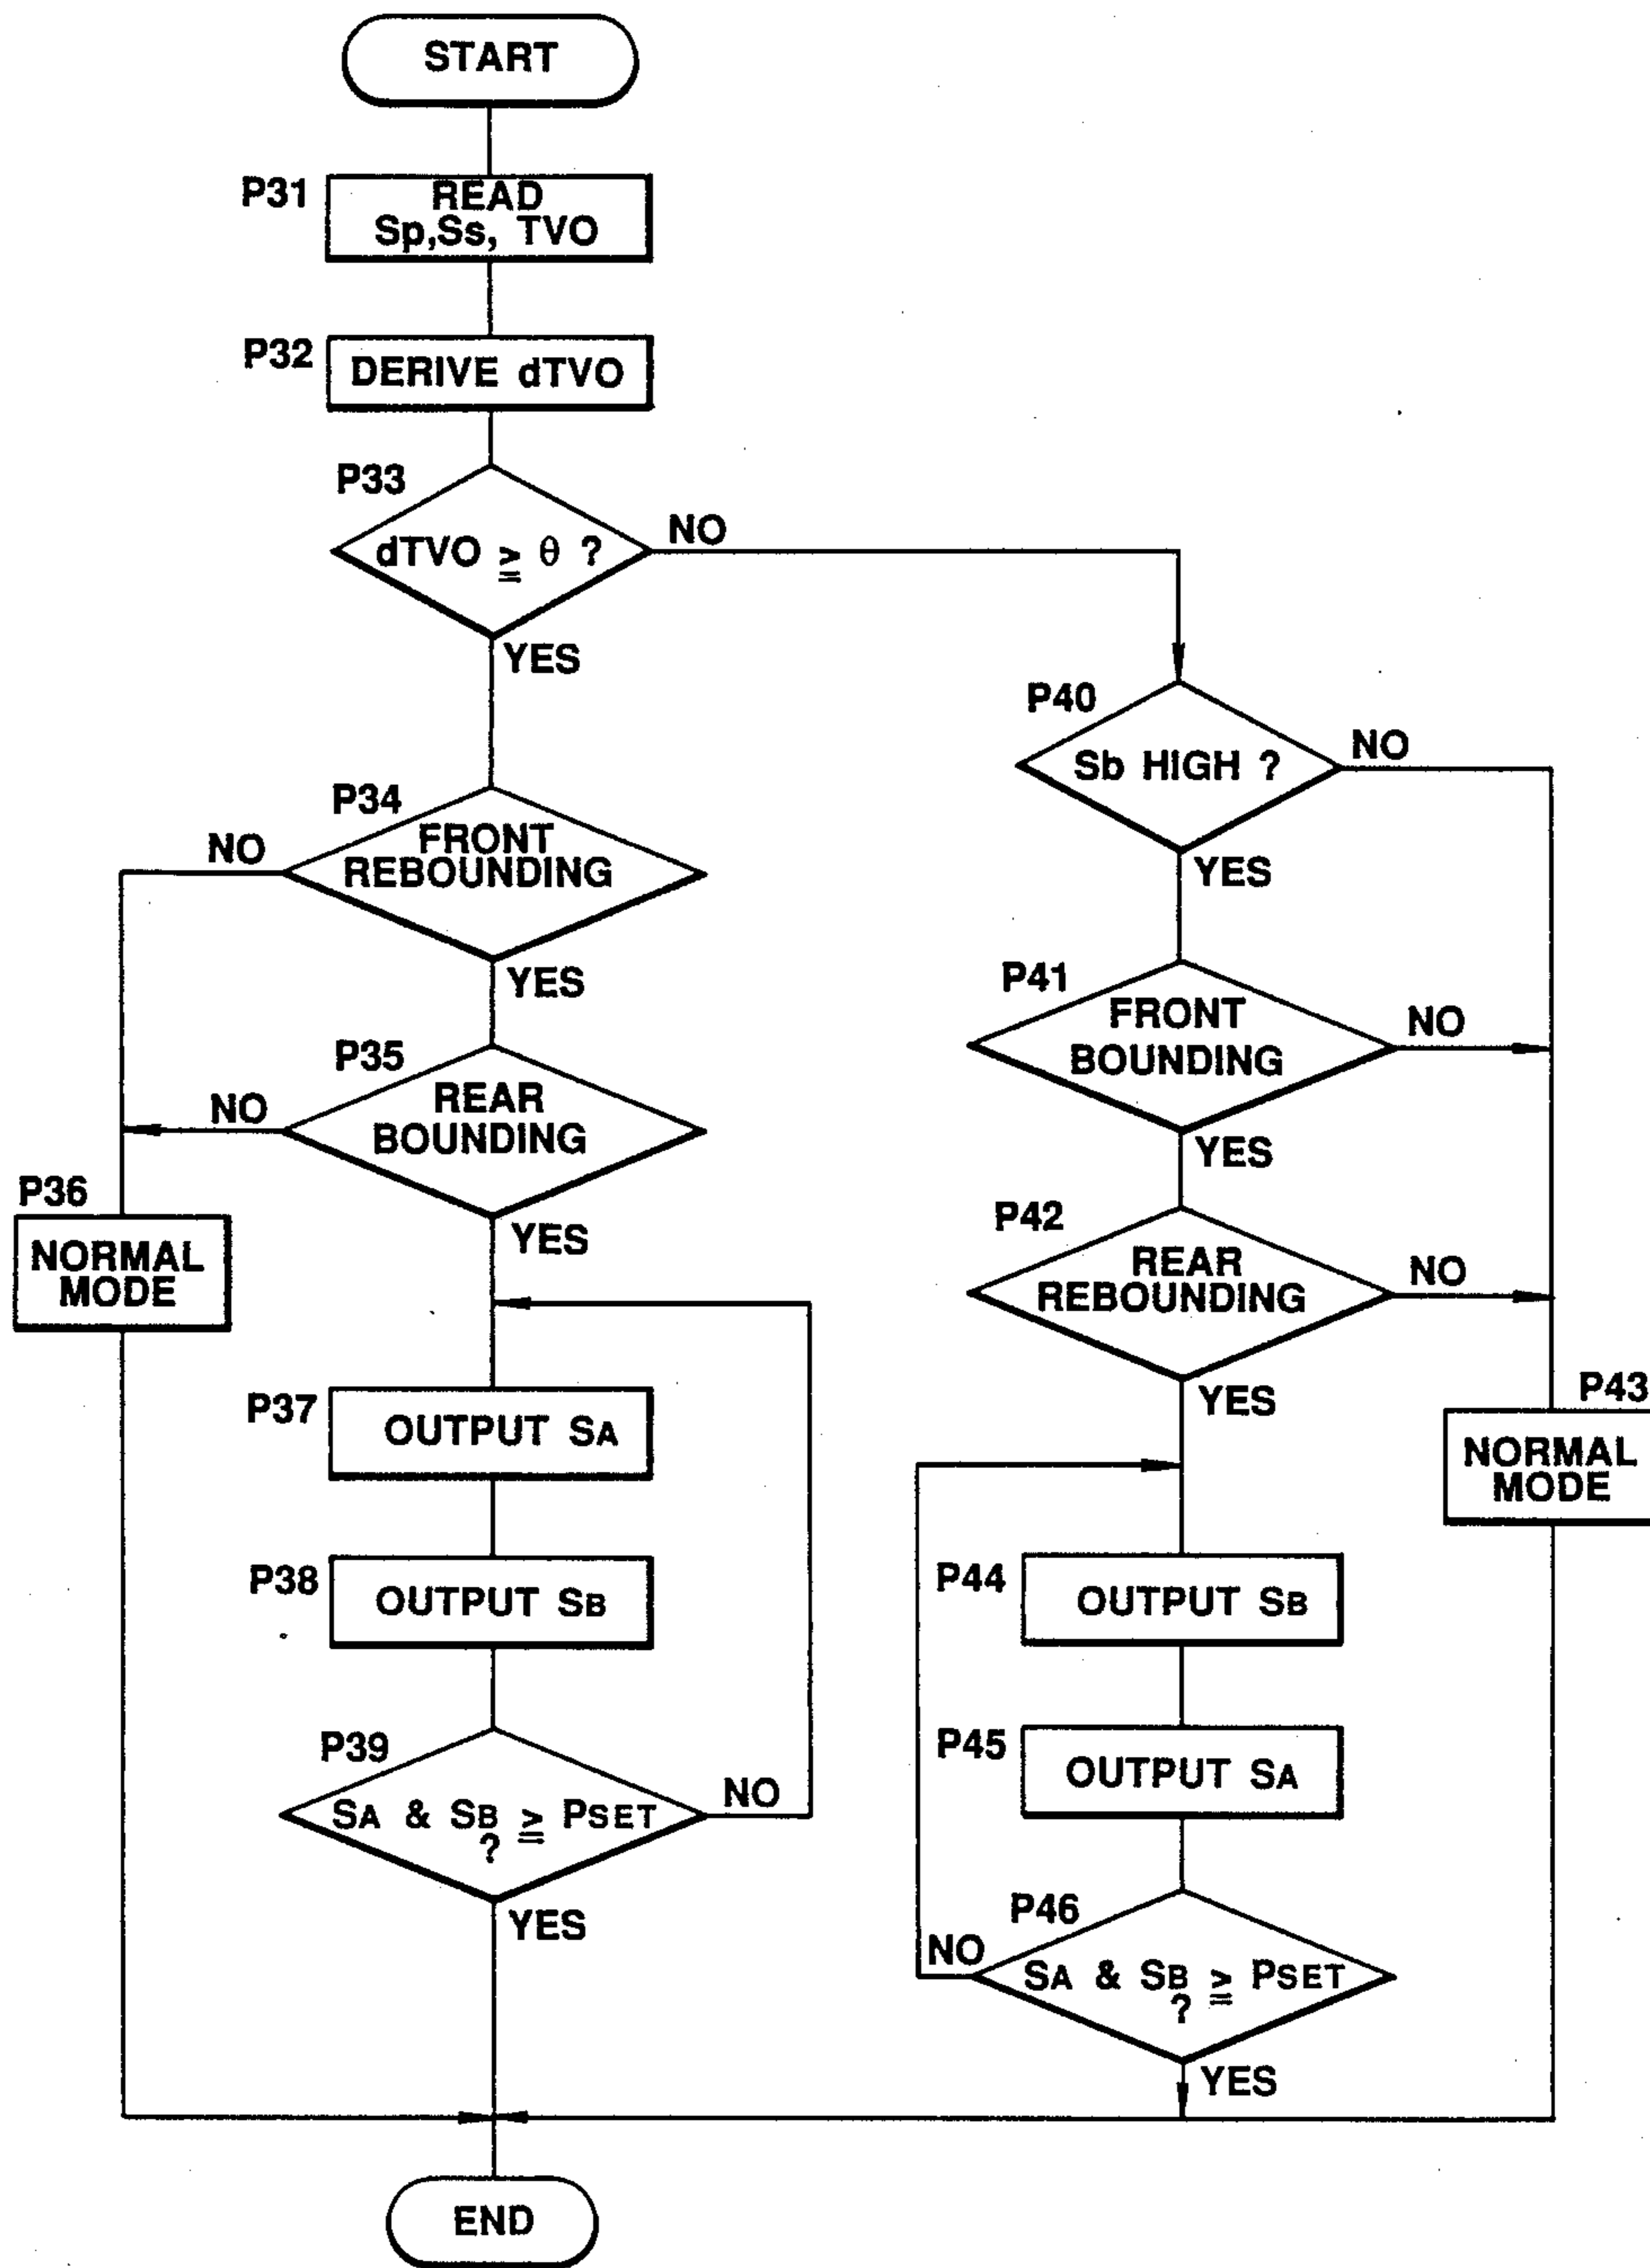 START
P31
READ
Sp,Ss, TVO
P32
DERIVE dTVO
P33
dTVO ≧ θ ?
NO
YES
P34
FRONT
REBOUNDING
NO
YES
P35
REAR
BOUNDING
NO
YES
P36
NORMAL
MODE
P37
OUTPUT SA
P38
OUTPUT SB
P39
SA & SB ≧ PSET
?
NO
YES
P40
Sb HIGH ?
NO
YES
P41
FRONT
BOUNDING
NO
YES
P42
REAR
REBOUNDING
NO
YES
P43
NORMAL
MODE
P44
OUTPUT SB
P45
OUTPUT SA
P46
SA & SB ≧ PSET
?
NO
YES
END